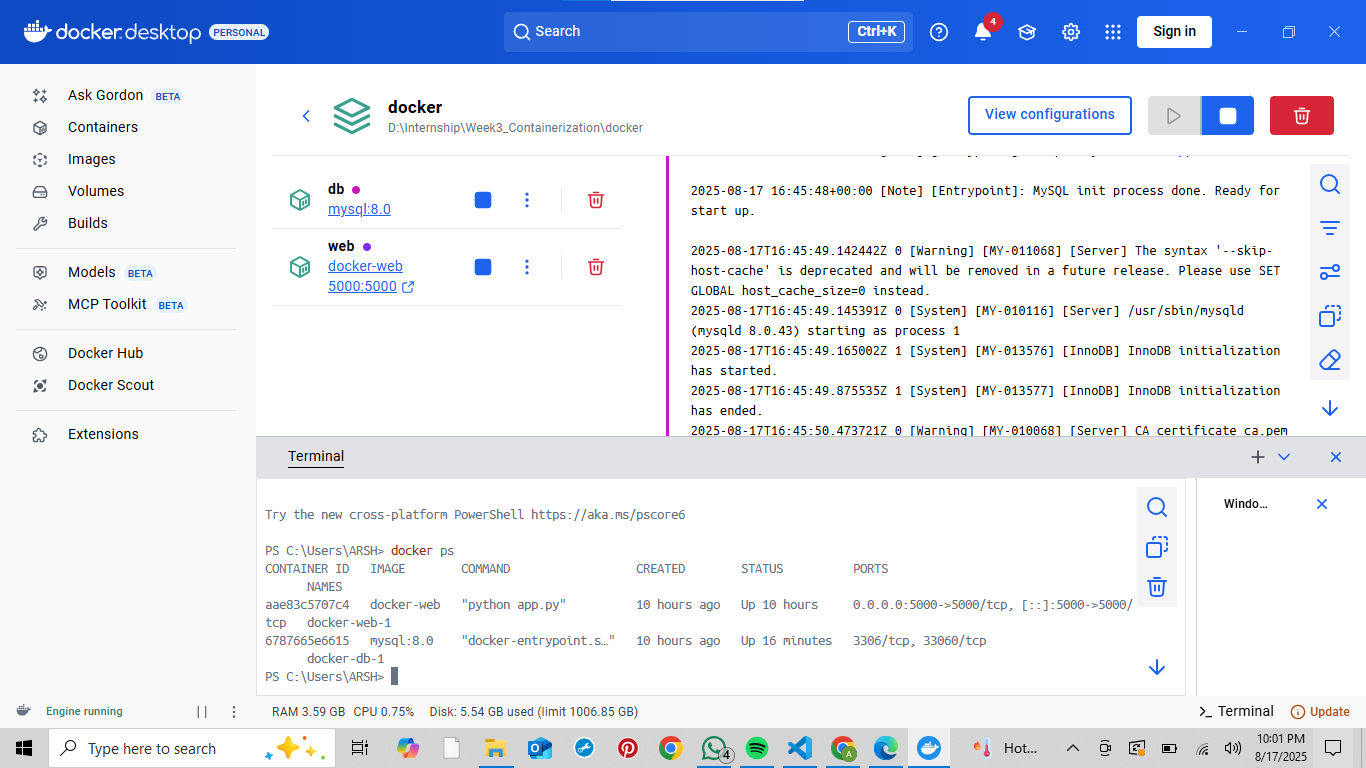 docker.desktop PERSONAL
Search Ctrl+K
4
Sign in
Ask Gordon BETA
Containers
Images
Volumes
Builds
Models BETA
MCP Toolkit BETA
Docker Hub
Docker Scout
Extensions
docker
D:\Internship\Week3_Containerization\docker
View configurations
db
mysql:8.0
web
docker-web
5000:5000
2025-08-17 16:45:48+00:00 [Note] [Entrypoint]: MySQL init process done. Ready for
start up.
2025-08-17T16:45:49.142442Z 0 [Warning] [MY-011068] [Server] The syntax '--skip-
host-cache' is deprecated and will be removed in a future release. Please use SET
GLOBAL host_cache_size=0 instead.
2025-08-17T16:45:49.145391Z 0 [System] [MY-010116] [Server] /usr/sbin/mysqld
(mysqld 8.0.43) starting as process 1
2025-08-17T16:45:49.165002Z 1 [System] [MY-013576] [InnoDB] InnoDB initialization
has started.
2025-08-17T16:45:49.875535Z 1 [System] [MY-013577] [InnoDB] InnoDB initialization
has ended.
2025-08-17T16:45:50.473721Z 0 [Warning] [MY-010068] [Server] CA certificate ca.pem
Terminal
Windo...
Try the new cross-platform PowerShell https://aka.ms/pscore6
PS C:\Users\ARSH> docker ps
CONTAINER ID IMAGE COMMAND CREATED STATUS PORTS
NAMES
aae83c5707c4 docker-web "python app.py" 10 hours ago Up 10 hours 0.0.0.0:5000->5000/tcp, [::]:5000->5000/
tcp docker-web-1
6787665e6615 mysql:8.0 "docker-entrypoint.s…" 10 hours ago Up 16 minutes 3306/tcp, 33060/tcp
docker-db-1
PS C:\Users\ARSH>
Engine running
RAM 3.59 GB CPU 0.75% Disk: 5.54 GB used (limit 1006.85 GB)
Terminal
Update
Type here to search
4
A
Hot...
10:01 PM
8/17/2025